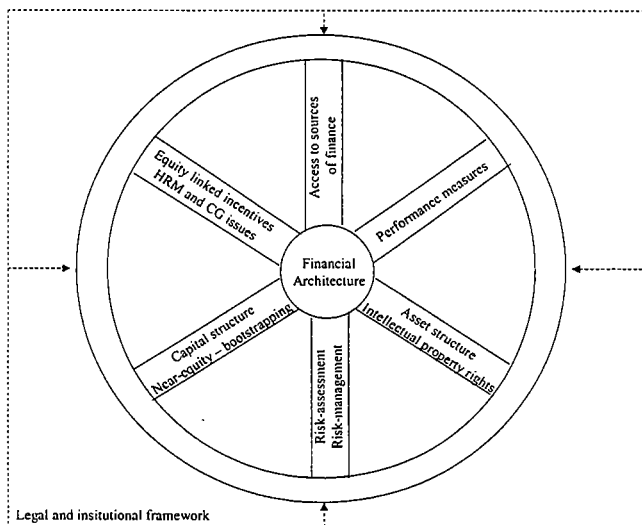 Access to sources
of finance
Equity linked incentives
HRM and CG issues
Performance measures
Financial
Architecture
Capital structure
Near-equity – bootstrapping
Asset structure
Intellectual property rights
Risk-assessment
Risk-management
Legal and insitutional framework